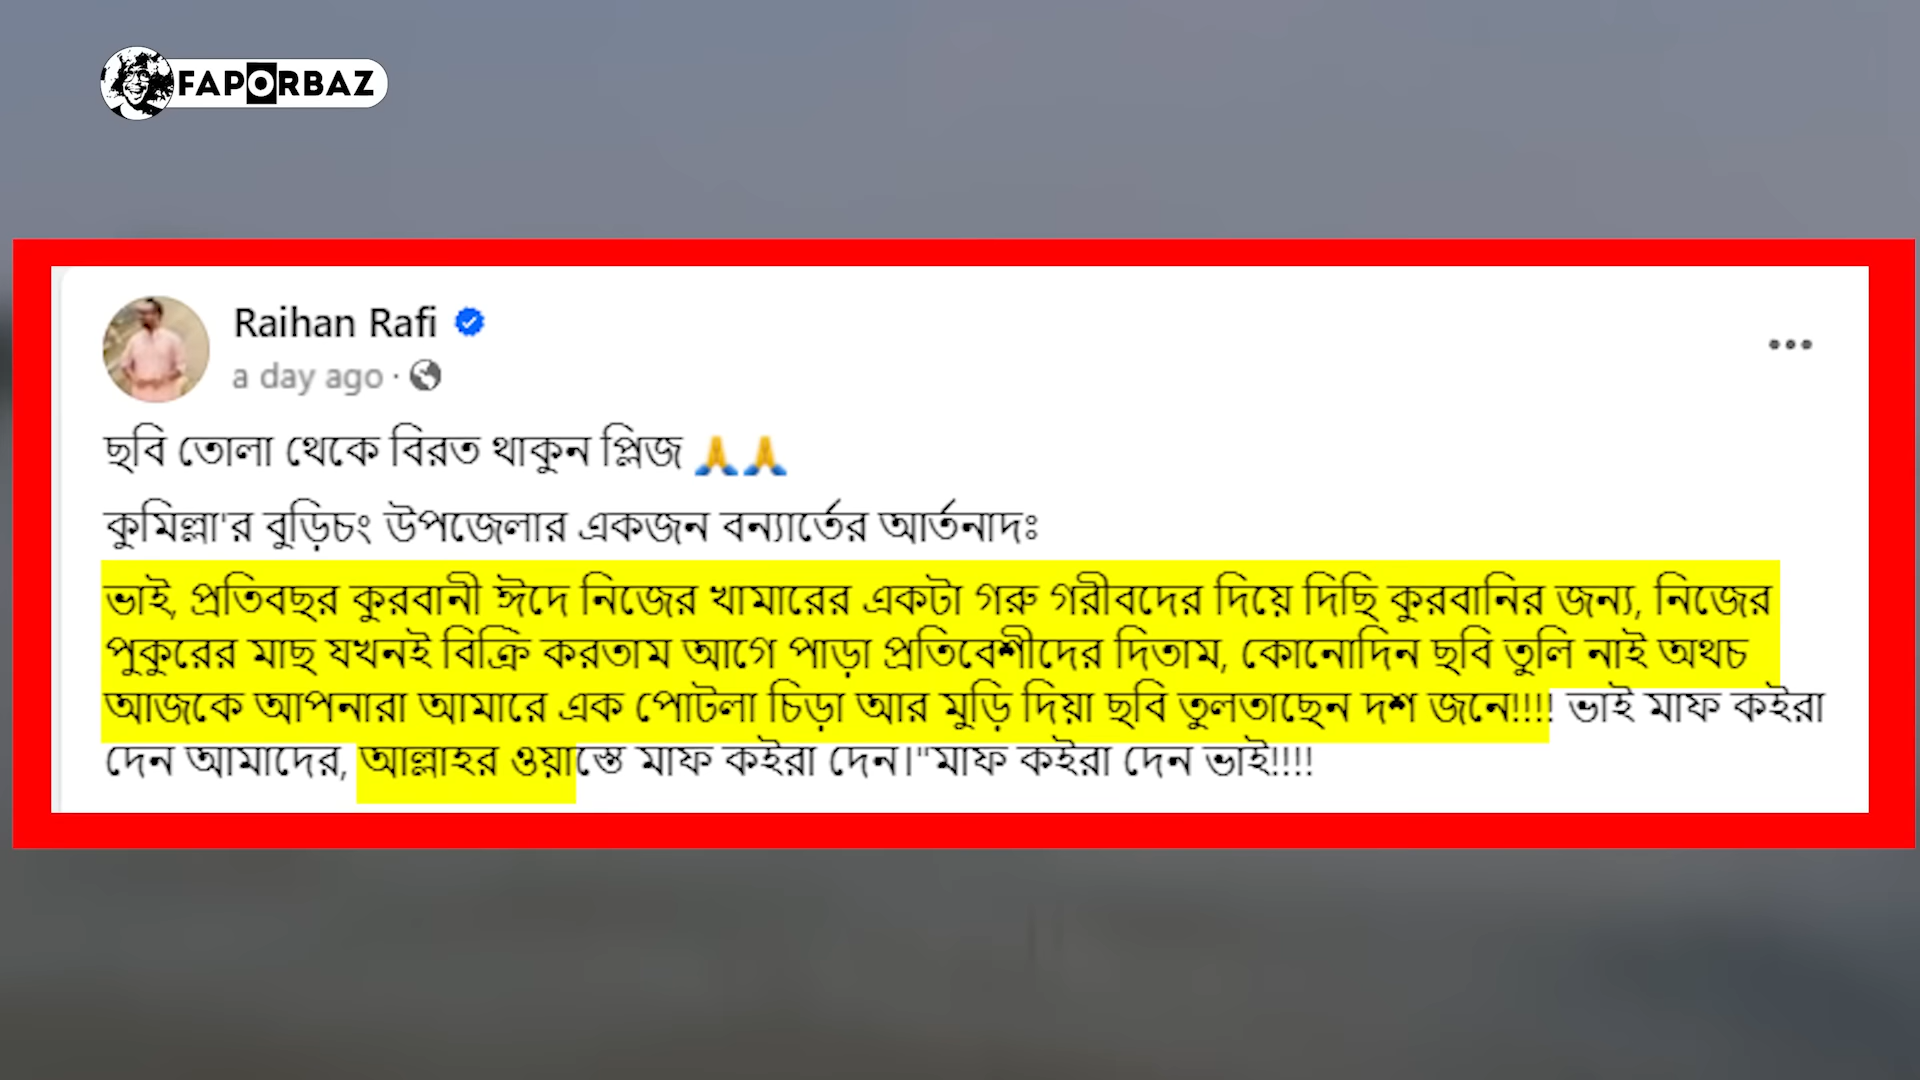 FAPORBAZ
Raihan Rafi
a day ago ·
ছবি তোলা থেকে বিরত থাকুন প্লিজ 🙏🙏
কুমিল্লা'র বুড়িচং উপজেলার একজন বন্যার্তের আর্তনাদঃ
ভাই, প্রতিবছর কুরবানী ঈদে নিজের খামারের একটা গরু গরীবদের দিয়ে দিছি কুরবানির জন্য, নিজের
পুকুরের মাছ যখনই বিক্রি করতাম আগে পাড়া প্রতিবেশীদের দিতাম, কোনোদিন ছবি তুলি নাই অথচ
আজকে আপনারা আমারে এক পোটলা চিড়া আর মুড়ি দিয়া ছবি তুলতাছেন দশ জনে!!!! ভাই মাফ কইরা
দেন আমাদের, আল্লাহর ওয়াস্তে মাফ কইরা দেন।"মাফ কইরা দেন ভাই!!!!